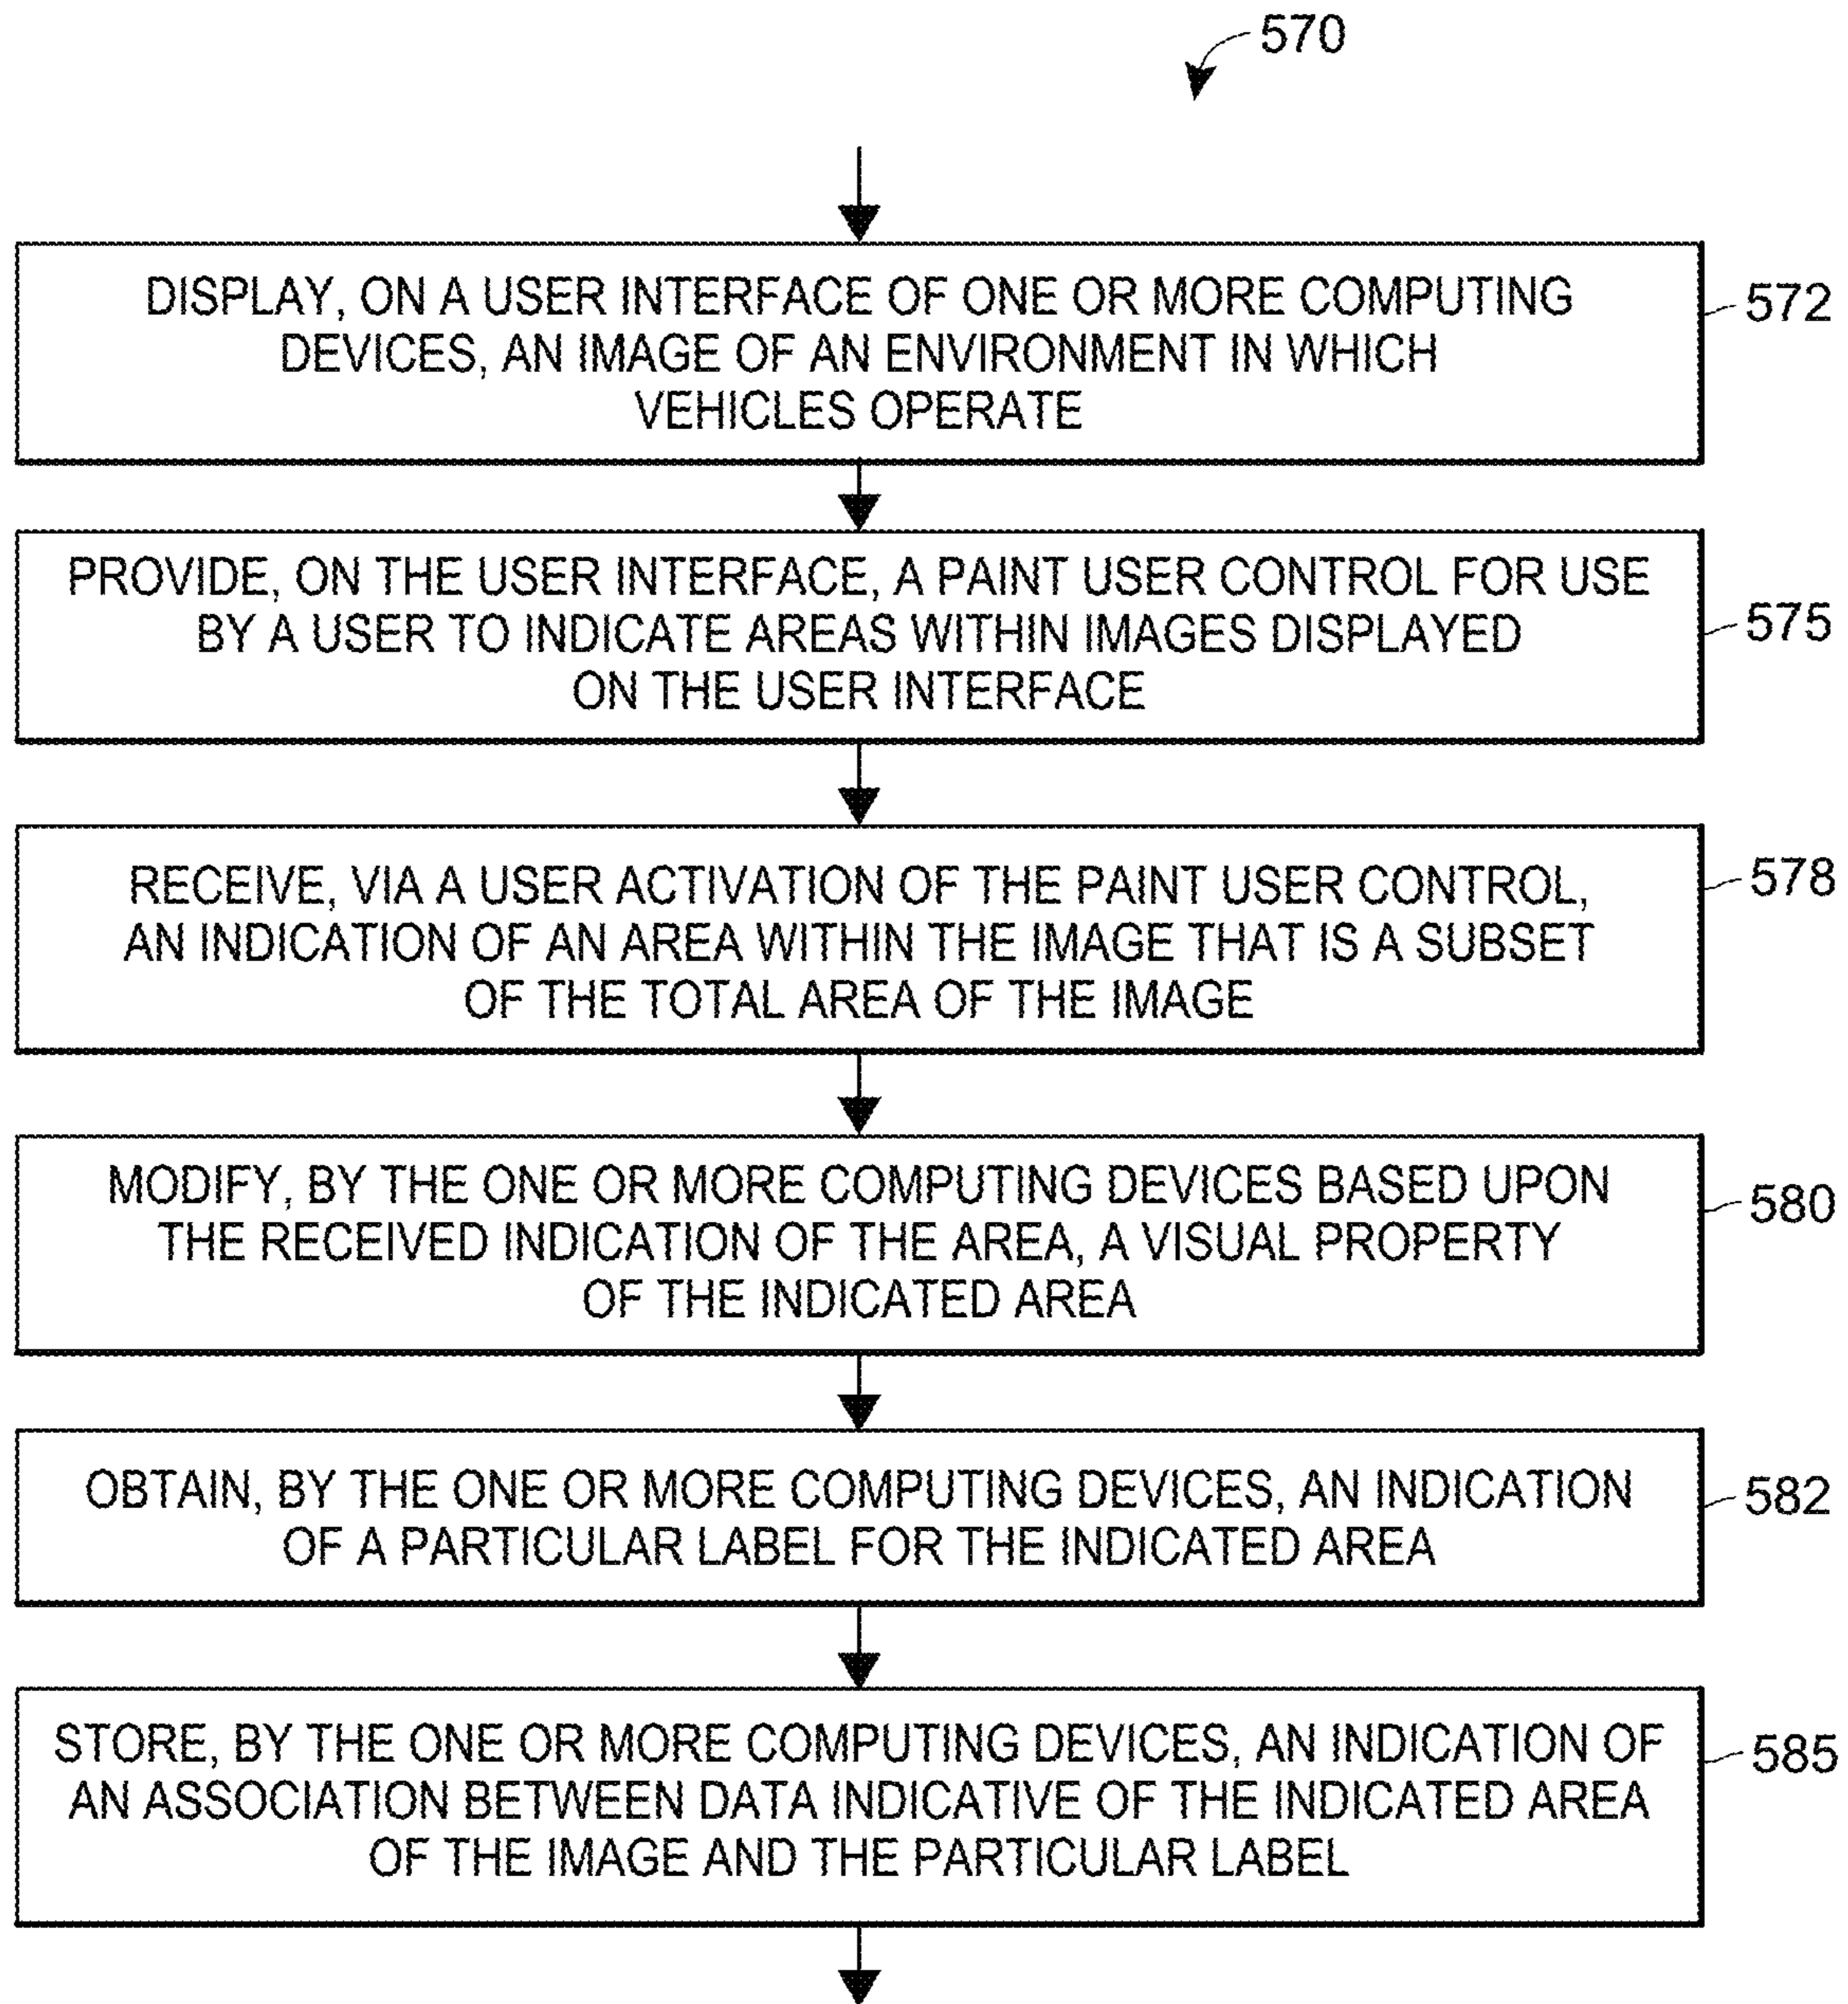 570
DISPLAY, ON A USER INTERFACE OF ONE OR MORE COMPUTING
DEVICES, AN IMAGE OF AN ENVIRONMENT IN WHICH
VEHICLES OPERATE
572
PROVIDE, ON THE USER INTERFACE, A PAINT USER CONTROL FOR USE
BY A USER TO INDICATE AREAS WITHIN IMAGES DISPLAYED
ON THE USER INTERFACE
575
RECEIVE, VIA A USER ACTIVATION OF THE PAINT USER CONTROL,
AN INDICATION OF AN AREA WITHIN THE IMAGE THAT IS A SUBSET
OF THE TOTAL AREA OF THE IMAGE
578
MODIFY, BY THE ONE OR MORE COMPUTING DEVICES BASED UPON
THE RECEIVED INDICATION OF THE AREA, A VISUAL PROPERTY
OF THE INDICATED AREA
580
OBTAIN, BY THE ONE OR MORE COMPUTING DEVICES, AN INDICATION
OF A PARTICULAR LABEL FOR THE INDICATED AREA
582
STORE, BY THE ONE OR MORE COMPUTING DEVICES, AN INDICATION OF
AN ASSOCIATION BETWEEN DATA INDICATIVE OF THE INDICATED AREA
OF THE IMAGE AND THE PARTICULAR LABEL
585